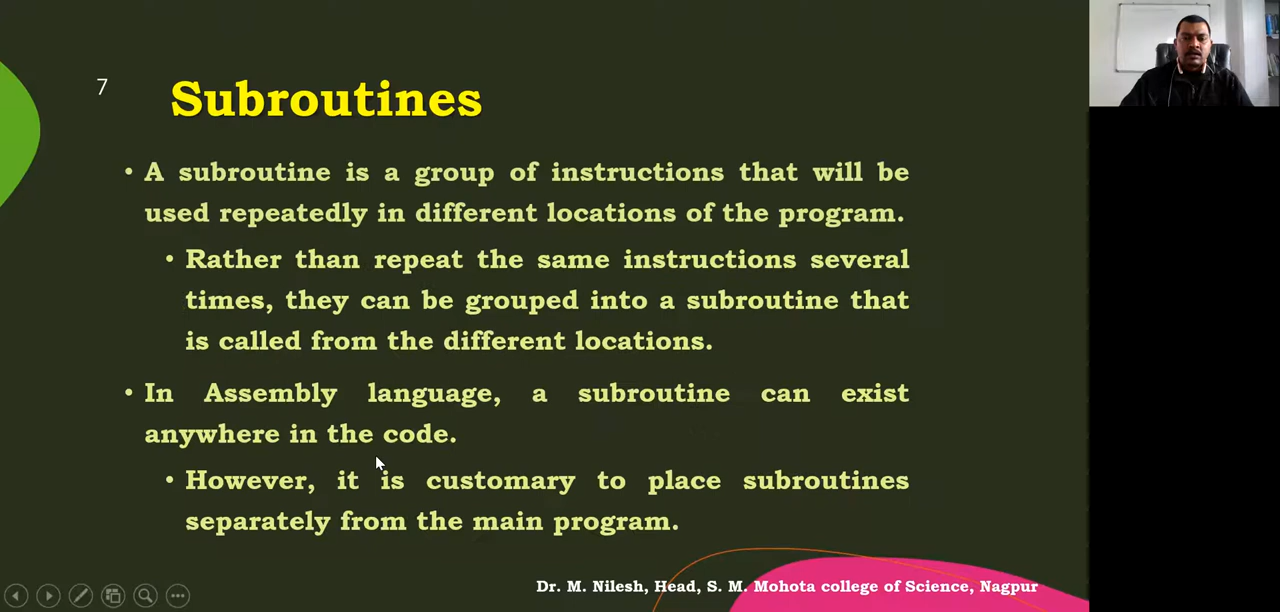 7
Subroutines
• A subroutine is a group of instructions that will be
used repeatedly in different locations of the program.
• Rather than repeat the same instructions several
times, they can be grouped into a subroutine that
is called from the different locations.
• In Assembly language, a subroutine can exist
anywhere in the code.
• However, it is customary to place subroutines
separately from the main program.
Dr. M. Nilesh, Head, S. M. Mohota college of Science, Nagpur